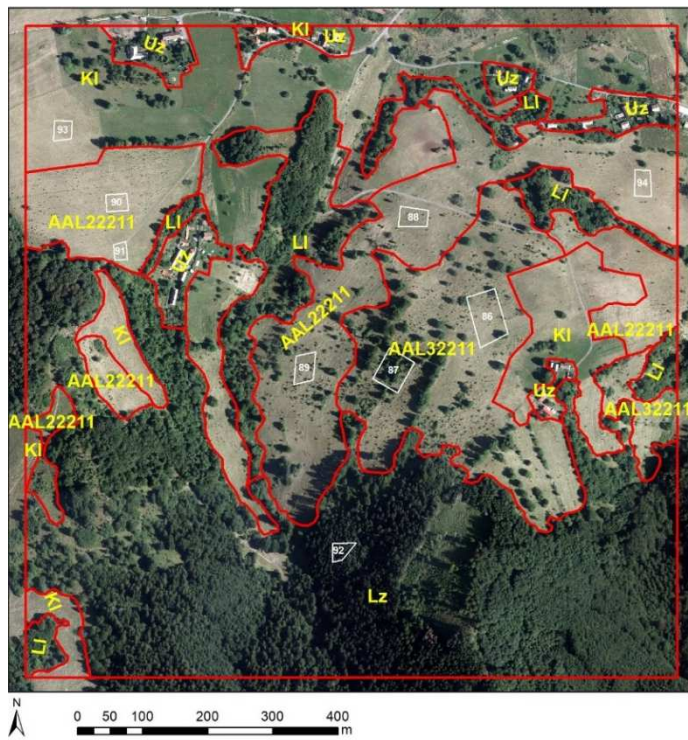 Kl
Uz
Uz
Kl
Uz
Ll
Uz
93
94
90
88
Ll
Ll
AAL22211
91
Ll
Uz
86
Kl
AAL22211
Kl
AAL22211
AAL32211
89
87
Ll
AAL22211
Uz
AAL32211
AAL22211
Kl
92
Lz
Kl
Ll
N
0 50 100 200 300 400
m